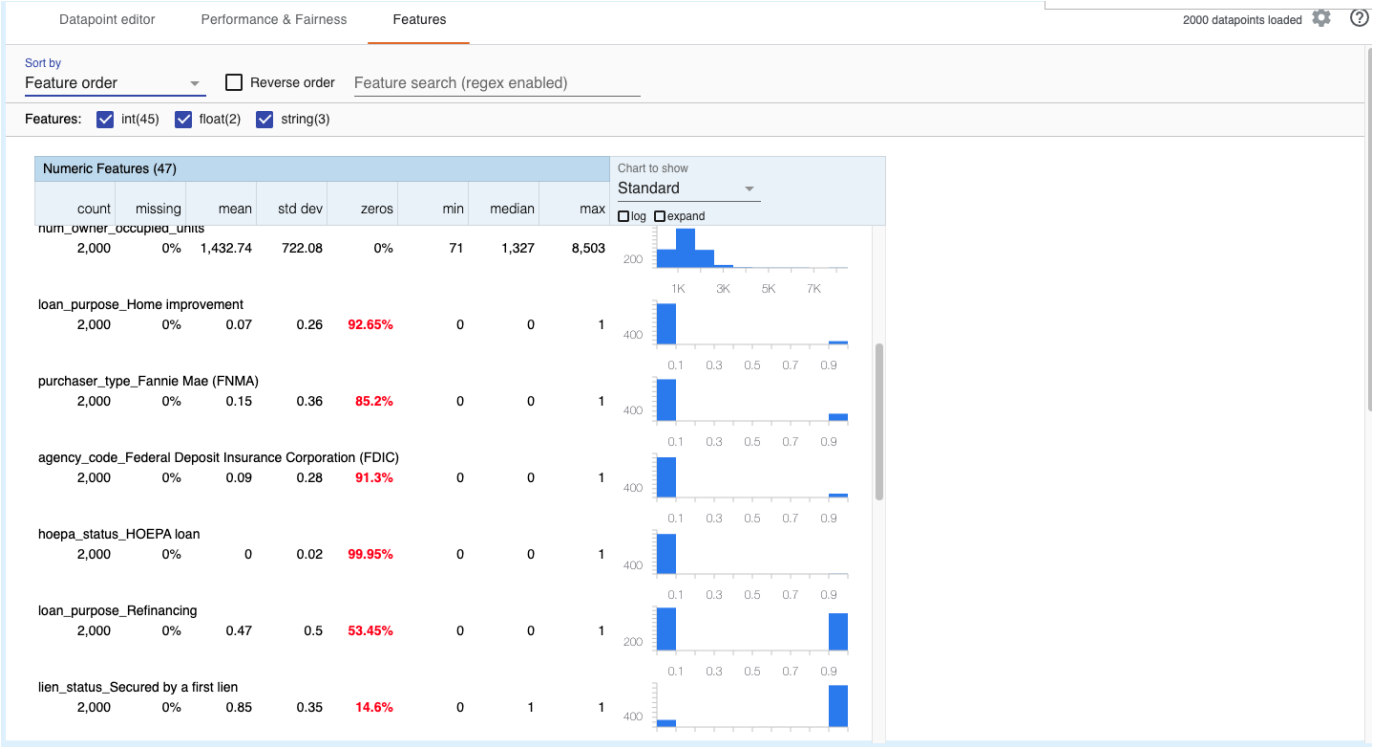 Datapoint editor Performance & Fairness Features 2000 datapoints loaded
Sort by
Feature order Reverse order Feature search (regex enabled)
Features: int(45) float(2) string(3)
Numeric Features (47) Chart to show
Standard
count missing mean std dev zeros min median max
log expand
num_owner_occupied_units
2,000 0% 1,432.74 722.08 0% 71 1,327 8,503
200
1K 3K 5K 7K
loan_purpose_Home improvement
2,000 0% 0.07 0.26 92.65% 0 0 1
400
0.1 0.3 0.5 0.7 0.9
purchaser_type_Fannie Mae (FNMA)
2,000 0% 0.15 0.36 85.2% 0 0 1
400
0.1 0.3 0.5 0.7 0.9
agency_code_Federal Deposit Insurance Corporation (FDIC)
2,000 0% 0.09 0.28 91.3% 0 0 1
400
0.1 0.3 0.5 0.7 0.9
hoepa_status_HOEPA loan
2,000 0% 0 0.02 99.95% 0 0 1
400
0.1 0.3 0.5 0.7 0.9
loan_purpose_Refinancing
2,000 0% 0.47 0.5 53.45% 0 0 1
200
0.1 0.3 0.5 0.7 0.9
lien_status_Secured by a first lien
2,000 0% 0.85 0.35 14.6% 0 1 1
400